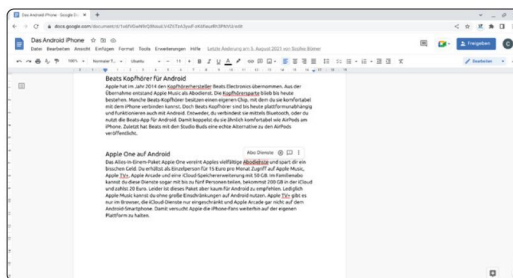 Das Android iPhone - Google D
docs.google.com
Das Android iPhone
Datei Bearbeiten Ansicht Einfügen Format Tools Erweiterungen Hilfe Letzte Änderung am 5. August 2021 von Sophie Bömer
Freigeben
100% Normaler T... Ubuntu 11 Bearbeiten
Beats Kopfhörer für Android
Apple hat im Jahr 2014 den Kopfhörerhersteller Beats Electronics übernommen. Aus der
Übernahme entstand Apple Music als Abodienst. Die Kopfhörersparte blieb bis heute
bestehen. Manche Beats-Kopfhörer besitzen einen eigenen Chip, mit dem du sie komfortabel
mit dem iPhone verbinden kannst. Doch Beats-Kopfhörer sind bis heute plattformunabhängig
und funktionieren auch mit Android. Entweder, du verbindest sie mittels Bluetooth, oder du
nutzt die Beats-App für Android. Damit koppelst du sie ähnlich komfortabel wie AirPods am
iPhone. Zuletzt hat Beats mit den Studio Buds eine echte Alternative zu den AirPods
veröffentlicht.
Abo Dienste
Apple One auf Android
Das Alles-in-Einem-Paket Apple One vereint Apples vielfältige Abodienste und spart dir ein
bisschen Geld. Du erhältst als Einzelperson für 15 Euro pro Monat Zugriff auf Apple Music,
Apple TV+, Apple Arcade und eine iCloud-Speichererweiterung mit 50 GB. Im Familienabo
kannst du diese Dienste sogar mit bis zu fünf Personen teilen, bekommst 200 GB in der iCloud
und zahlst 20 Euro. Leider ist dieses Paket aber kaum für Android zu empfehlen. Lediglich
Apple Music kannst du ohne große Einschränkungen auf Android nutzen. Apple TV+ gibt es
nur im Browser, die iCloud Dienste nur eingeschränkt und Apple Arcade gar nicht auf dem
Android-Smartphone. Damit versucht Apple die iPhone-Fans weiterhin auf der eigenen
Plattform zu halten.